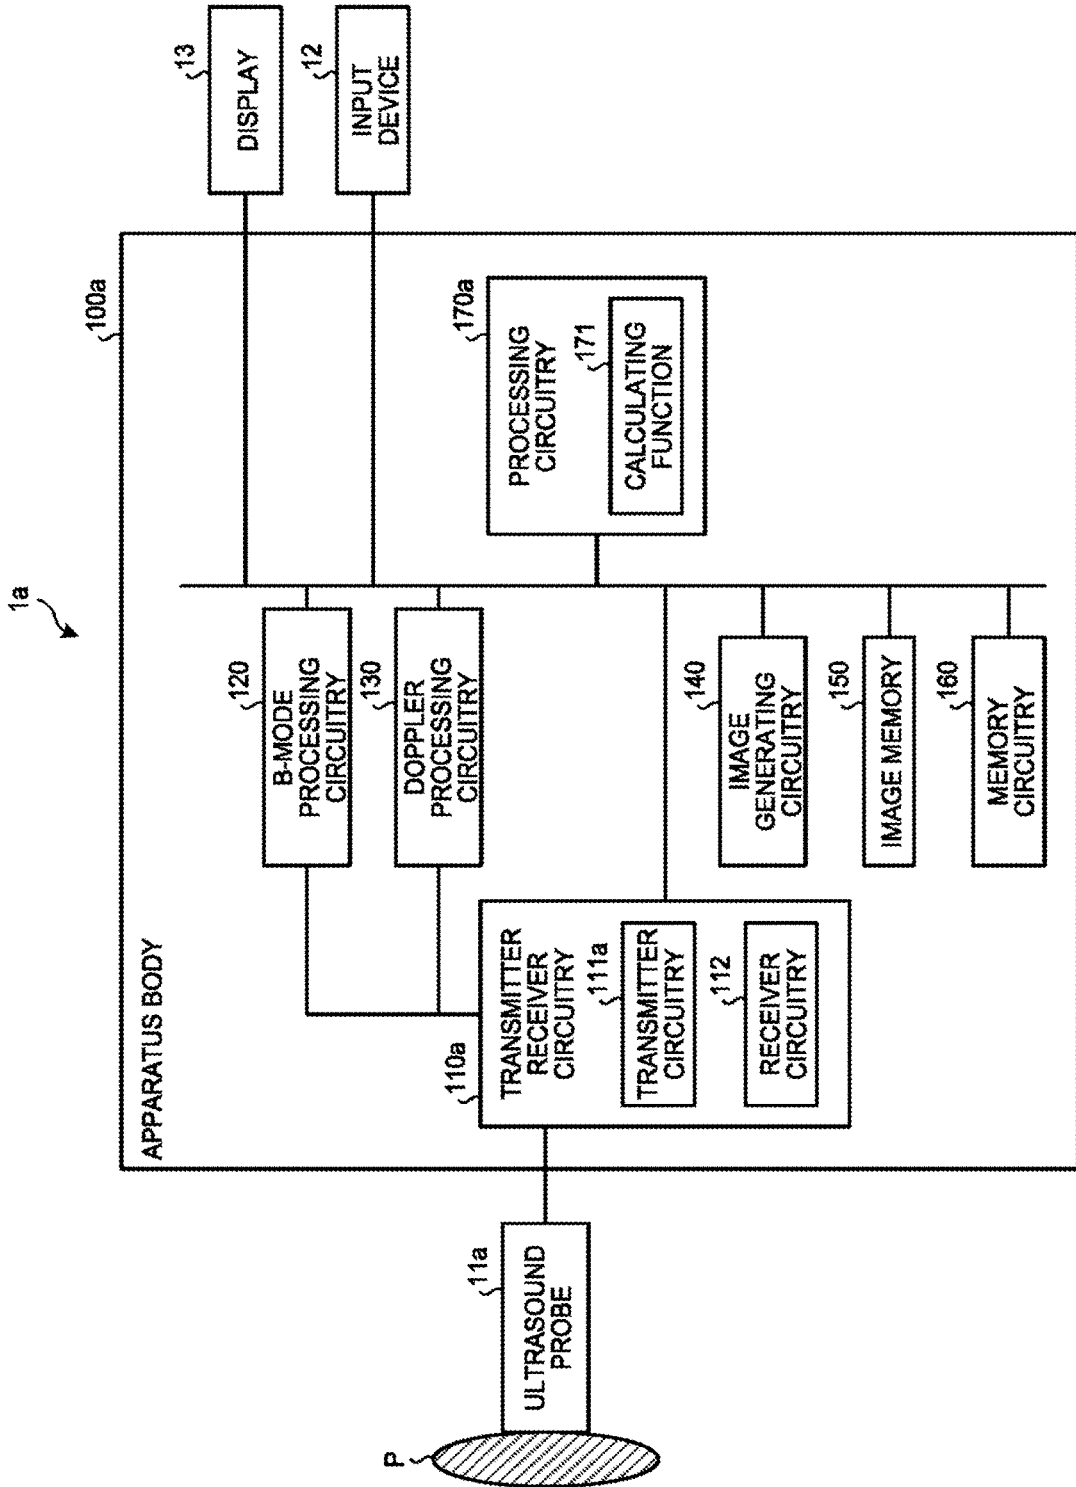 1a
100a
APPARATUS BODY
13
DISPLAY
12
INPUT
DEVICE
120
B-MODE
PROCESSING
CIRCUITRY
130
DOPPLER
PROCESSING
CIRCUITRY
P
11a
ULTRASOUND
PROBE
110a
TRANSMITTER
RECEIVER
CIRCUITRY
111a
TRANSMITTER
CIRCUITRY
112
RECEIVER
CIRCUITRY
170a
PROCESSING
CIRCUITRY
171
CALCULATING
FUNCTION
140
IMAGE
GENERATING
CIRCUITRY
150
IMAGE MEMORY
160
MEMORY
CIRCUITRY